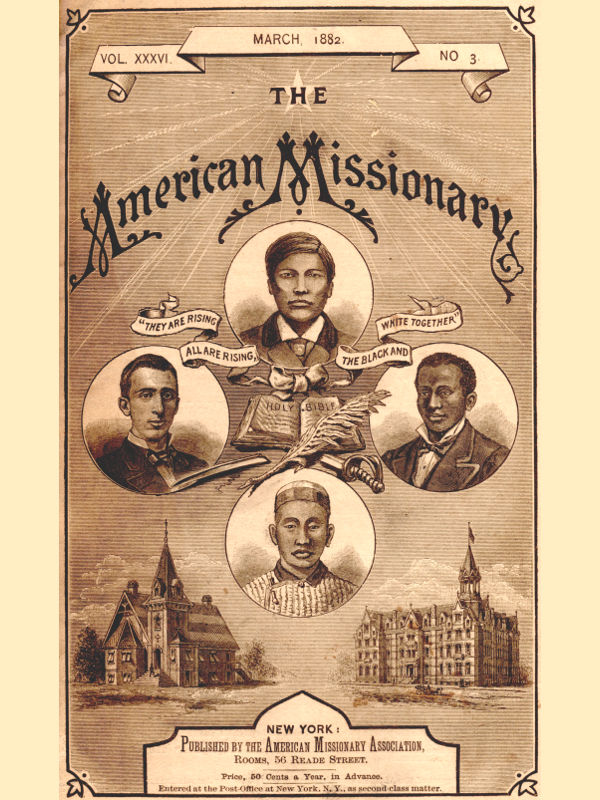 MARCH, 1882.
VOL. XXXVI.
NO 3.
THE
American Missionary
"THEY ARE RISING
ALL ARE RISING,
THE BLACK AND
WHITE TOGETHER"
HOLY BIBLE
NEW YORK:
PUBLISHED BY THE AMERICAN MISSIONARY ASSOCIATION,
ROOMS, 56 READE STREET.
Price, 50 Cents a Year, in Advance.
Entered at the Post-Office at New York, N. Y., as second-class matter.